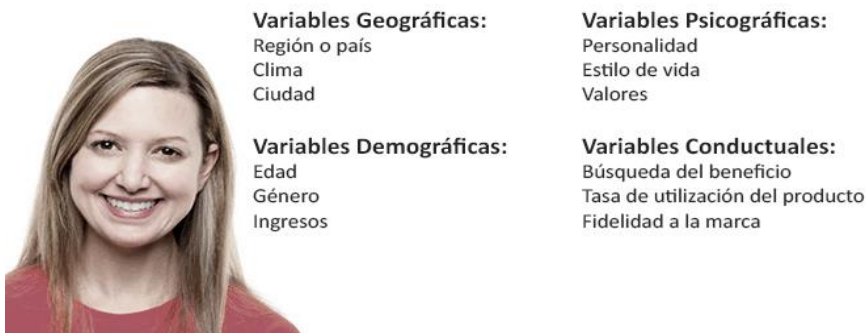 Variables Geográficas:
Región o país
Clima
Ciudad
Variables Demográficas:
Edad
Género
Ingresos
Variables Psicográficas:
Personalidad
Estilo de vida
Valores
Variables Conductuales:
Búsqueda del beneficio
Tasa de utilización del producto
Fidelidad a la marca